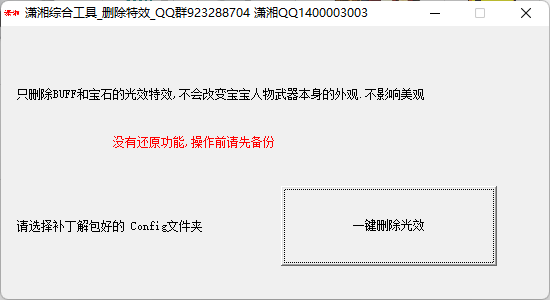 潇湘综合工具_删除特效_QQ群923288704 潇湘QQ1400003003
只删除BUFF和宝石的光效特效,不会改变宝宝人物武器本身的外观.不影响美观
没有还原功能,操作前请先备份
请选择补丁解包好的 Config文件夹
一键删除光效